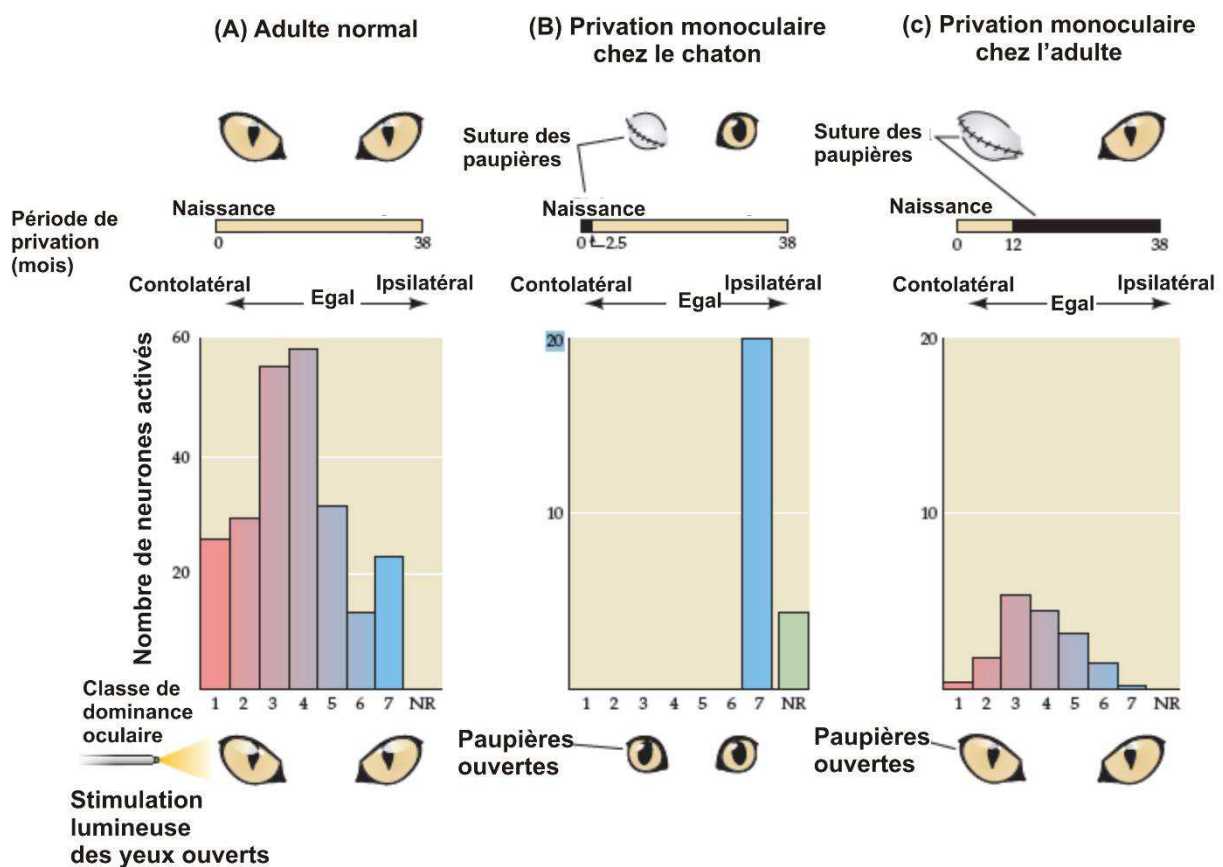 (A) Adulte normal
(B) Privation monoculaire
chez le chaton
(c) Privation monoculaire
chez l'adulte
Suture des
paupières
Suture des
paupières
Période de
privation
(mois)
Naissance
0 38
Naissance
0 2.5 38
Naissance
0 12 38
Contolatéral Egal Ipsilatéral
Contolatéral Egal Ipsilatéral
Contolatéral Egal Ipsilatéral
Nombre de neurones activés
60
40
20
20
10
20
10
Classe de
dominance
oculaire
1 2 3 4 5 6 7 NR
1 2 3 4 5 6 7 NR
1 2 3 4 5 6 7 NR
Stimulation
lumineuse
des yeux ouverts
Paupières
ouvertes
Paupières
ouvertes